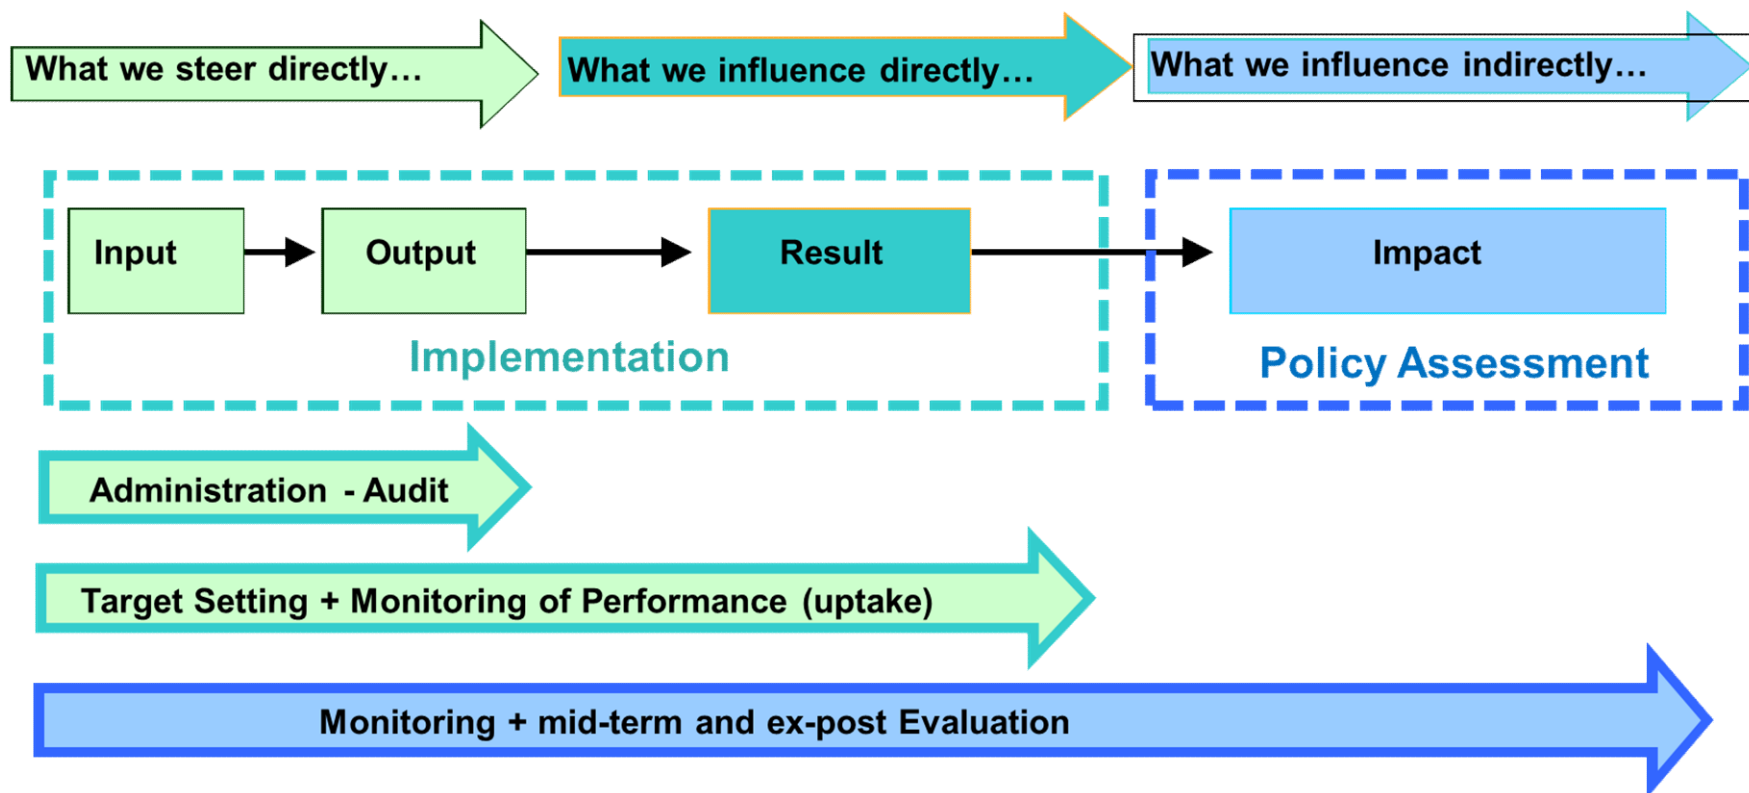 What we steer directly…
What we influence directly…
What we influence indirectly…
Input
Output
Result
Impact
Implementation
Policy Assessment
Administration - Audit
Target Setting + Monitoring of Performance (uptake)
Monitoring + mid-term and ex-post Evaluation